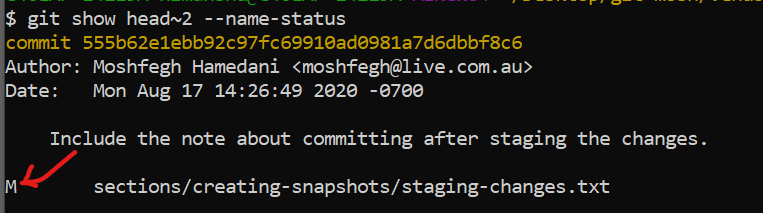 $ git show head~2 --name-status
commit 555b62e1ebb92c97fc69910ad0981a7d6dbbf8c6
Author: Moshfegh Hamedani <moshfegh@live.com.au>
Date:   Mon Aug 17 14:26:49 2020 -0700
    Include the note about committing after staging the changes.
M       sections/creating-snapshots/staging-changes.txt